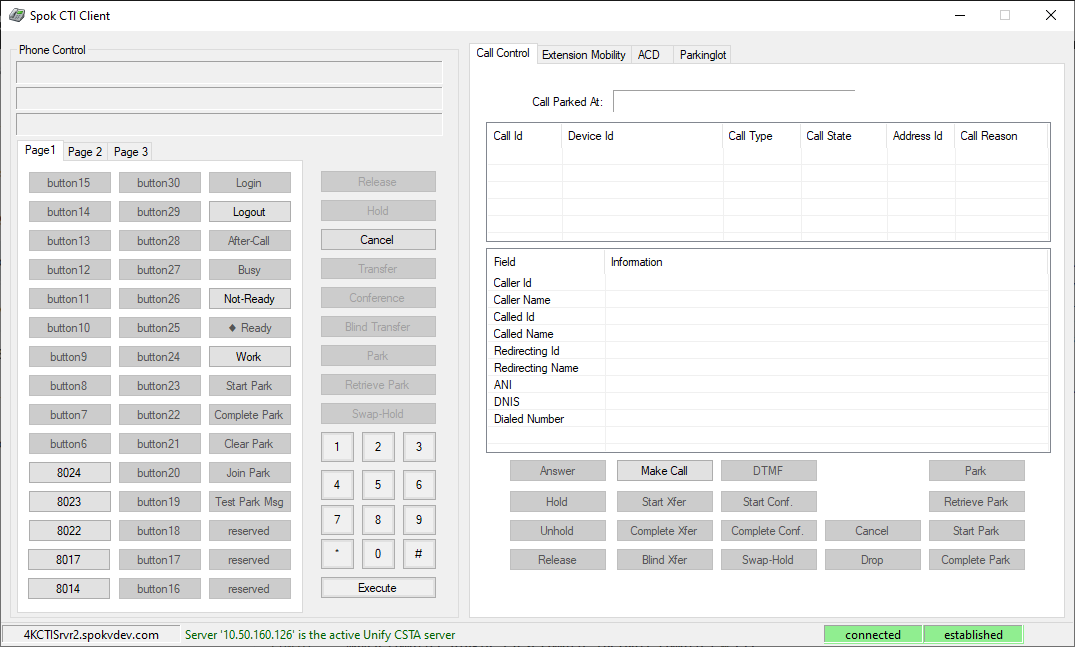 Spok CTI Client
Phone Control
Page1 Page 2 Page 3
button15 button30 Login
button14 button29 Logout
button13 button28 After-Call
button12 button27 Busy
button11 button26 Not-Ready
button10 button25 ♦ Ready
button9 button24 Work
button8 button23 Start Park
button7 button22 Complete Park
button6 button21 Clear Park
8024 button20 Join Park
8023 button19 Test Park Msg
8022 button18 reserved
8017 button17 reserved
8014 button16 reserved
Release
Hold
Cancel
Transfer
Conference
Blind Transfer
Park
Retrieve Park
Swap-Hold
1 2 3
4 5 6
7 8 9
* 0 #
Execute
Call Control Extension Mobility ACD Parkinglot
Call Parked At:
Call Id Device Id Call Type Call State Address Id Call Reason
Field Information
Caller Id
Caller Name
Called Id
Called Name
Redirecting Id
Redirecting Name
ANI
DNIS
Dialed Number
Answer Make Call DTMF Park
Hold Start Xfer Start Conf. Retrieve Park
Unhold Complete Xfer Complete Conf. Cancel Start Park
Release Blind Xfer Swap-Hold Drop Complete Park
4KCTISrvr2.spokvdev.com Server '10.50.160.126' is the active Unify CSTA server connected established